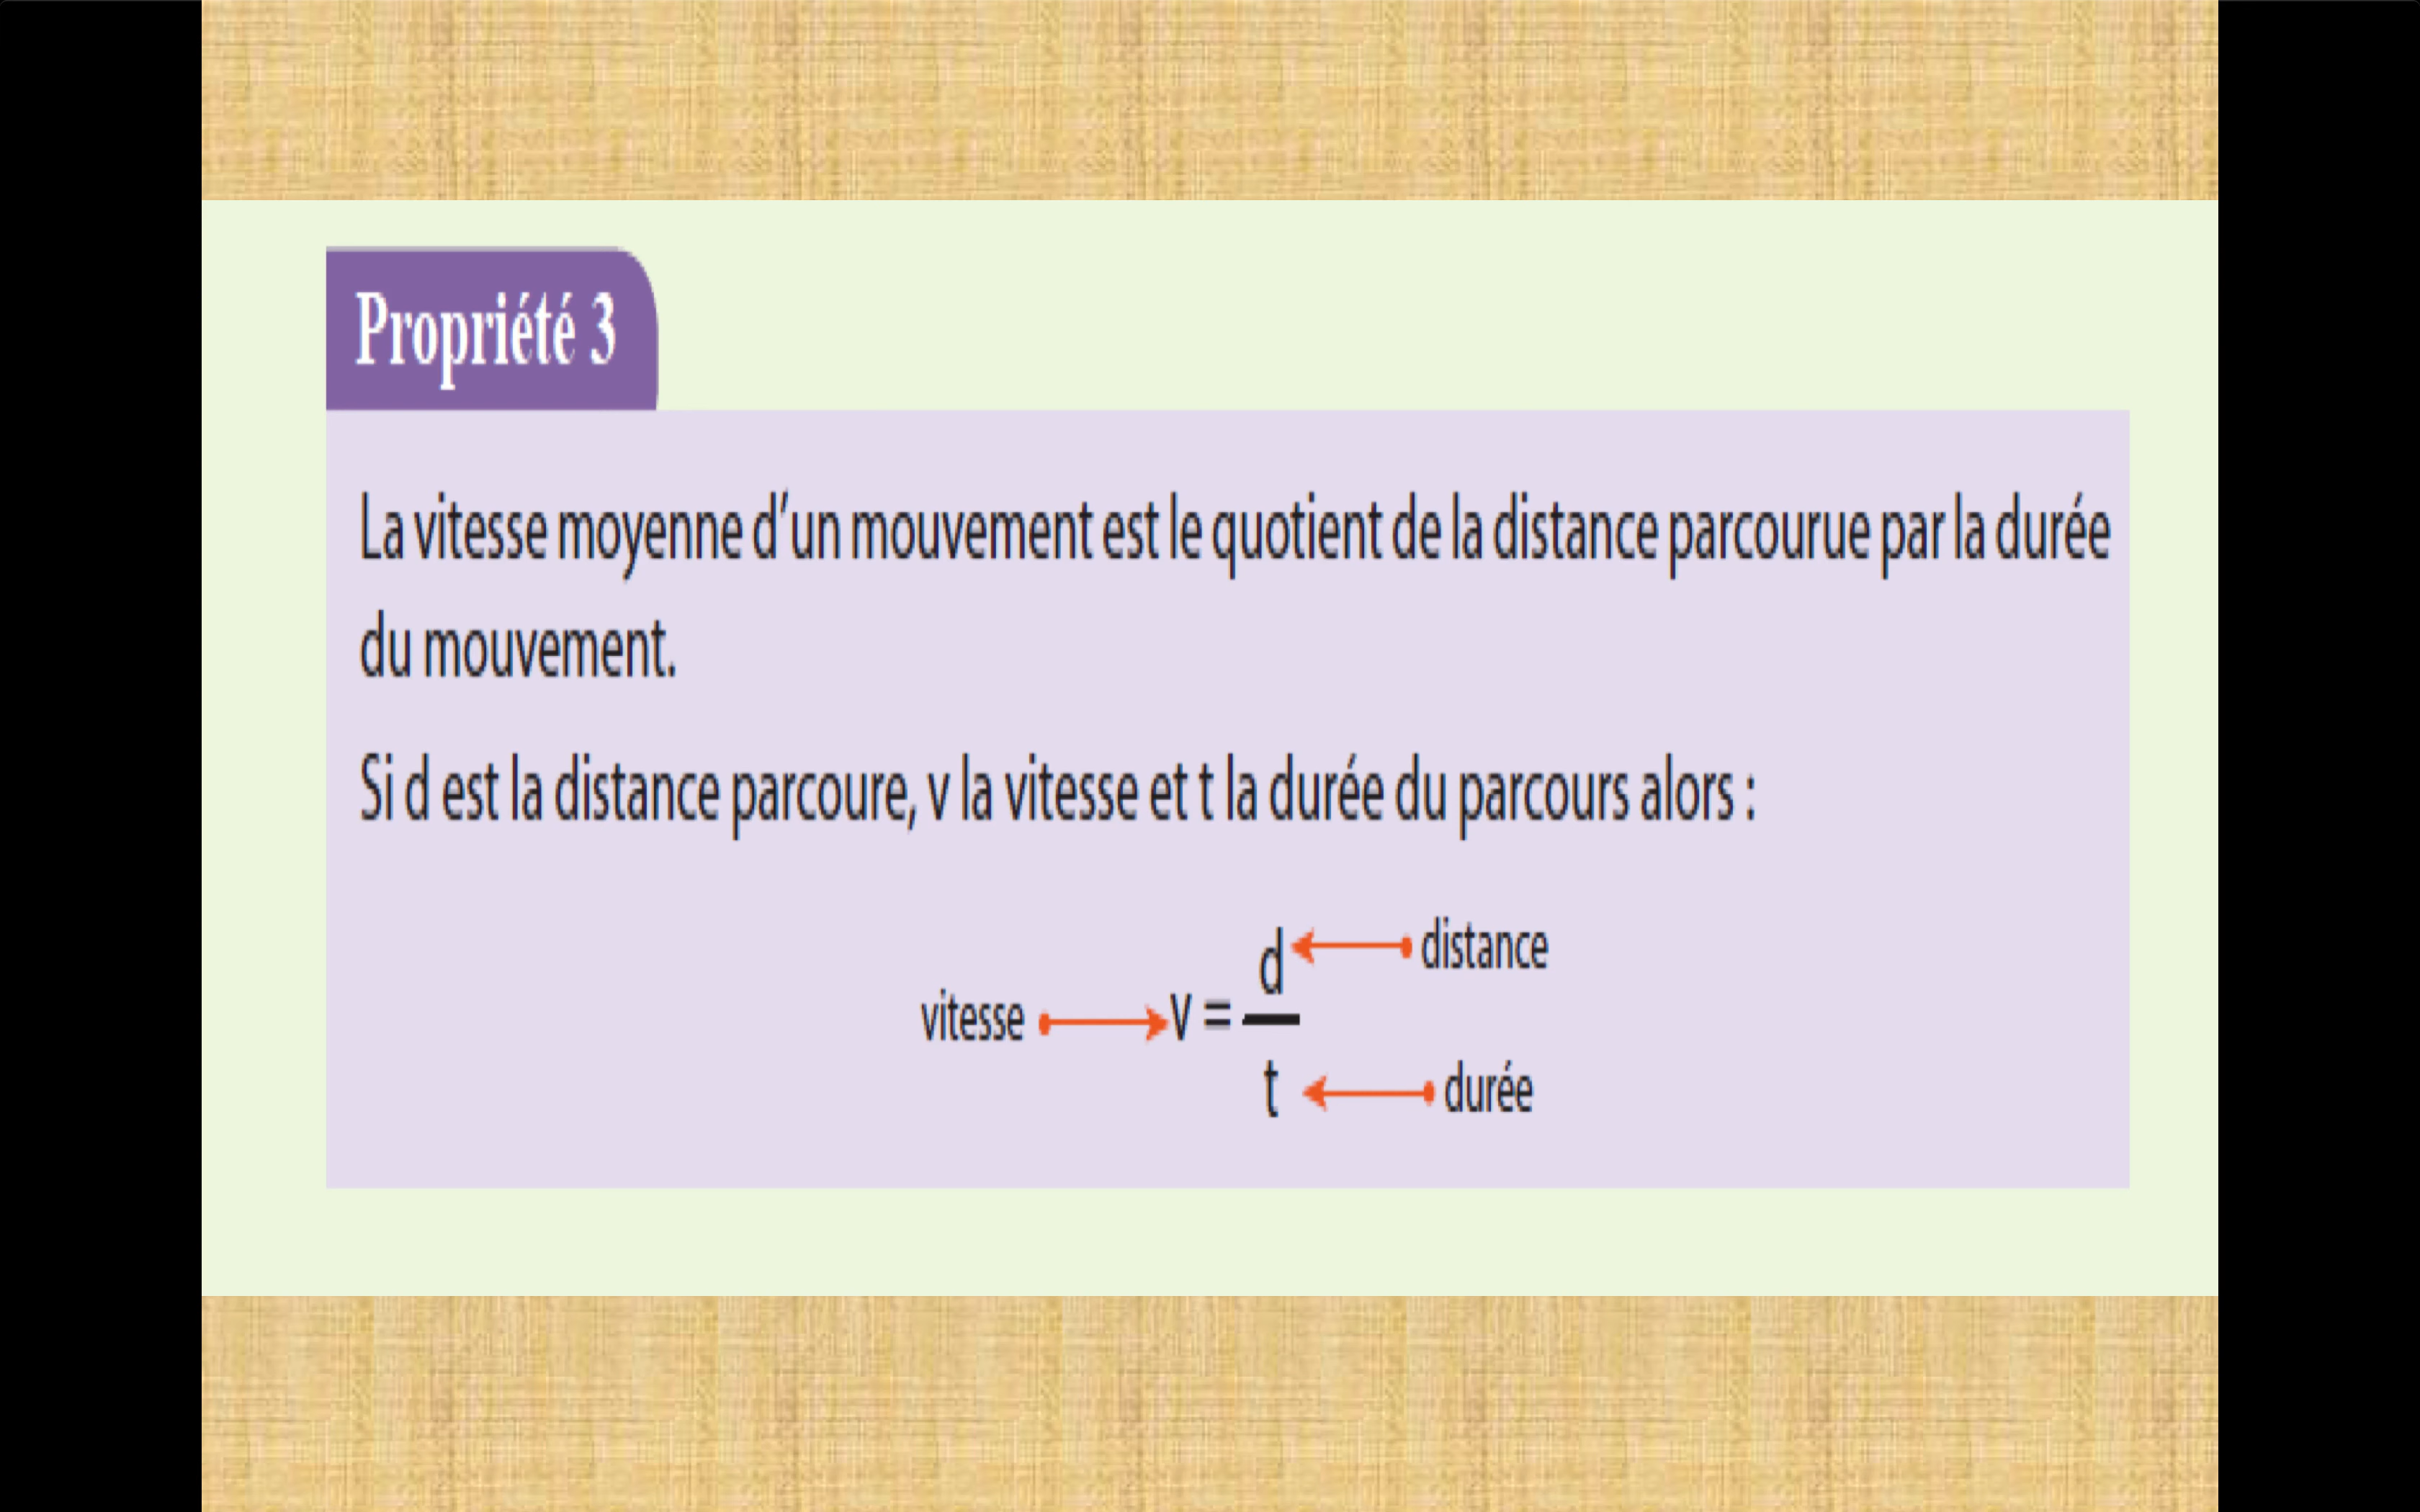 Propriété 3
La vitesse moyenne d'un mouvement est le quotient de la distance parcourue par la durée
du mouvement.
Si d est la distance parcoure, v la vitesse et t la durée du parcours alors :
d distance
vitesse v =
t durée